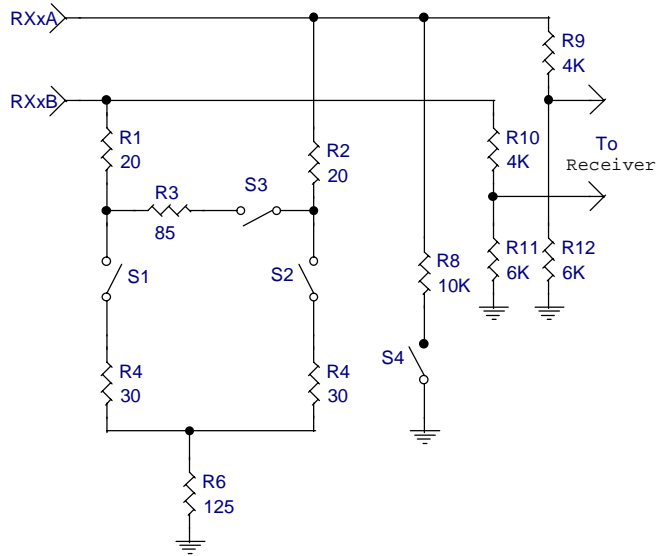 RXxA
R9
4K
RXxB
R1
20
R2
20
R10
4K
To
Receiver
R3
85
S3
S1
S2
R8
10K
R11
6K
R12
6K
S4
R4
30
R4
30
R6
125